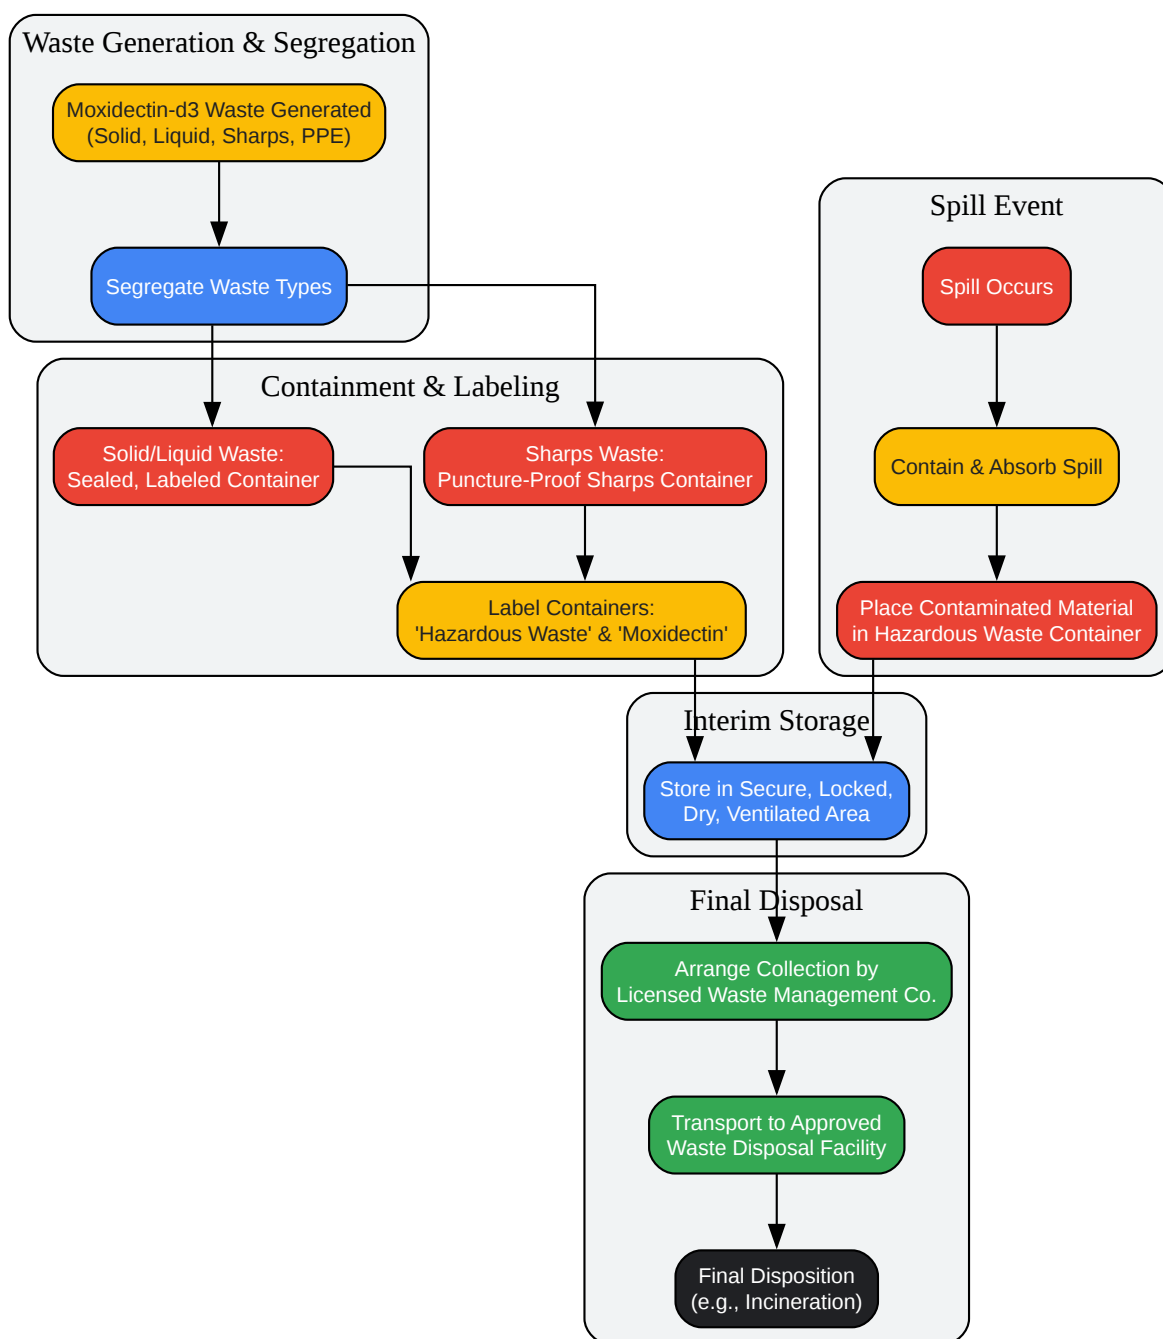 Waste Generation & Segregation
Moxidectin-d3 Waste Generated
(Solid, Liquid, Sharps, PPE)
Segregate Waste Types
Containment & Labeling
Solid/Liquid Waste:
Sealed, Labeled Container
Sharps Waste:
Puncture-Proof Sharps Container
Label Containers:
'Hazardous Waste' & 'Moxidectin'
Spill Event
Spill Occurs
Contain & Absorb Spill
Place Contaminated Material
in Hazardous Waste Container
Interim Storage
Store in Secure, Locked,
Dry, Ventilated Area
Final Disposal
Arrange Collection by
Licensed Waste Management Co.
Transport to Approved
Waste Disposal Facility
Final Disposition
(e.g., Incineration)